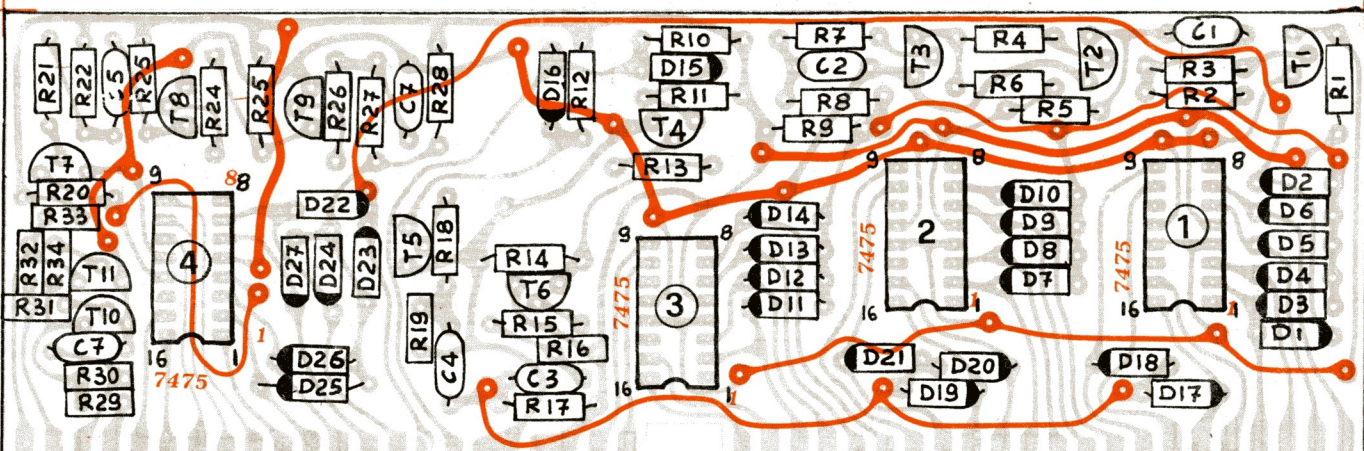 R21
R22
C5
R25
T8
R24
R25
T9
R26
R27
C7
R28
D16
R12
R10
D15
R11
T4
R13
R7
C2
R8
R9
T3
R4
R6
R5
T2
C1
R3
R2
T1
R1
T7
R20
R33
R32
R34
R31
T11
T10
C7
R30
R29
9
8
8
4
16
1
1
7475
D22
D27
D24
D23
D26
D25
T5
R18
R19
C4
R14
T6
R15
R16
C3
R17
9
8
7475
3
16
1
1
D14
D13
D12
D11
9
8
7475
2
16
1
1
D10
D9
D8
D7
D21
D20
D19
D18
D17
9
8
7475
1
16
1
1
D2
D6
D5
D4
D3
D1